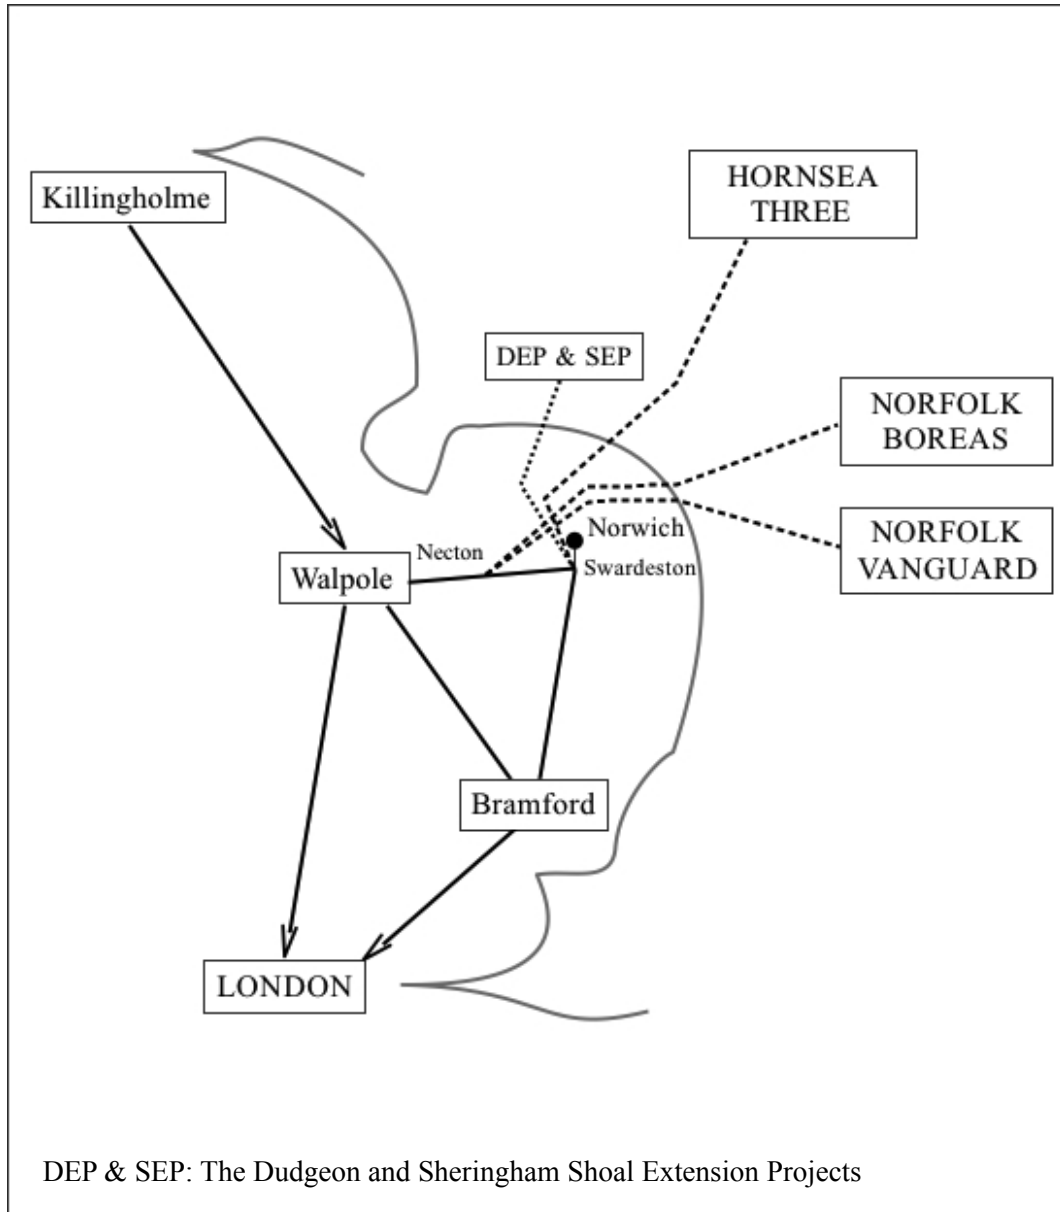 Killingholme
HORNSEA
THREE
DEP & SEP
NORFOLK
BOREAS
Norwich
NORFOLK
VANGUARD
Necton
Swardeston
Walpole
Bramford
LONDON
DEP & SEP: The Dudgeon and Sheringham Shoal Extension Projects